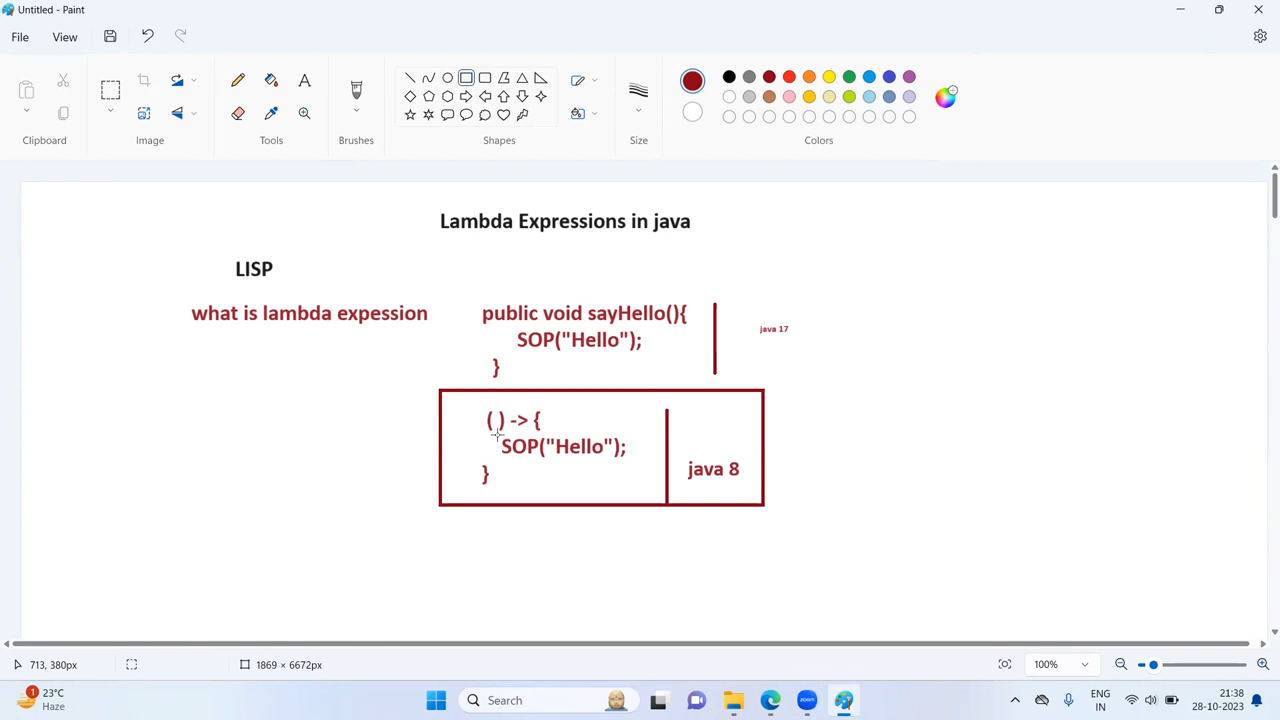 Untitled - Paint
File View
Clipboard Image Tools Brushes Shapes Size Colors
Lambda Expressions in java
LISP
what is lambda expession
public void sayHello(){
SOP("Hello");
}
java 17
( ) -> {
SOP("Hello");
}
java 8
713, 380px
1869 × 6672px
100%
1
23°C
Haze
Search
ENG
IN
21:38
28-10-2023